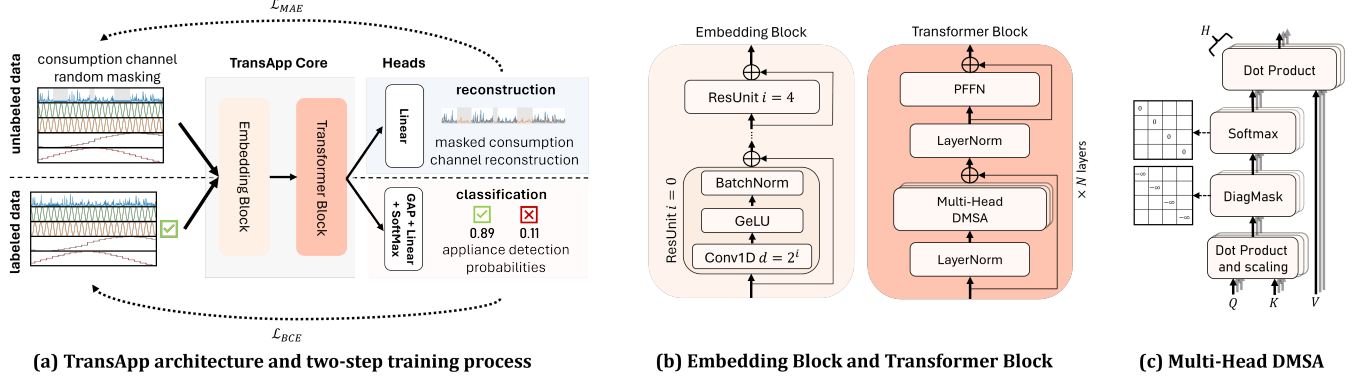 ℒ_MAE
unlabeled data
consumption channel
random masking
TransApp Core
Heads
Embedding Block
Transformer Block
Linear
reconstruction
masked consumption
channel reconstruction
labeled data
GAP + Linear
+ SoftMax
classification
0.89 0.11
appliance detection
probabilities
ℒ_BCE
(a) TransApp architecture and two-step training process
Embedding Block
ResUnit i = 4
ResUnit i = 0
BatchNorm
GeLU
Conv1D d = 2^i
Transformer Block
PFFN
LayerNorm
Multi-Head
DMSA
LayerNorm
× N layers
(b) Embedding Block and Transformer Block
H
Dot Product
Softmax
0
0
0
0
DiagMask
−∞
−∞
−∞
−∞
Dot Product
and scaling
Q K V
(c) Multi-Head DMSA